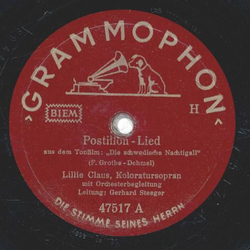 GRAMMOPHON
BIEM
H
Postillon-Lied
aus dem Tonfilm: „Die schwedische Nachtigall"
(F. Grothe-Dehmel)
Lillie Claus, Koloratursopran
mit Orchesterbegleitung
Leitung: Gerhard Steeger
47517 A
DIE STIMME SEINES HERRN